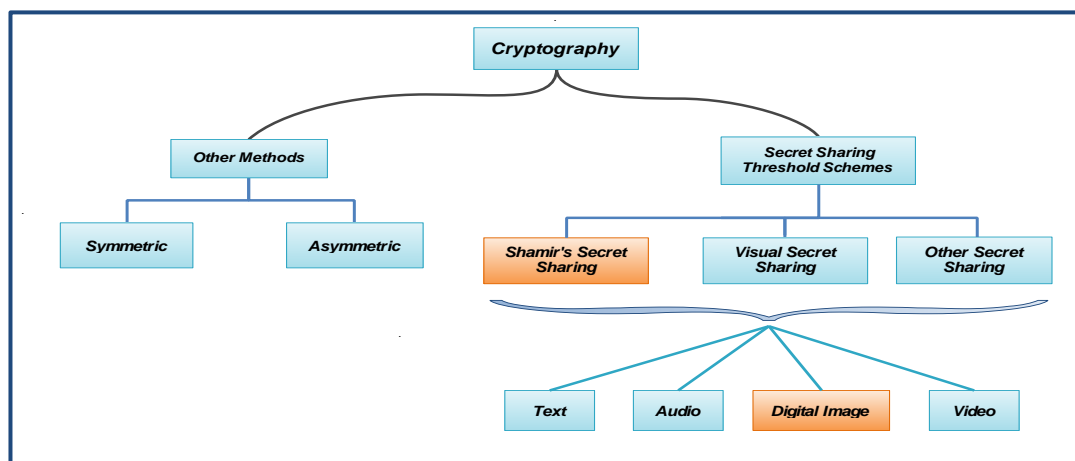 Cryptography
Other Methods
Secret Sharing
Threshold Schemes
Symmetric
Asymmetric
Shamir's Secret
Sharing
Visual Secret
Sharing
Other Secret
Sharing
Text
Audio
Digital Image
Video